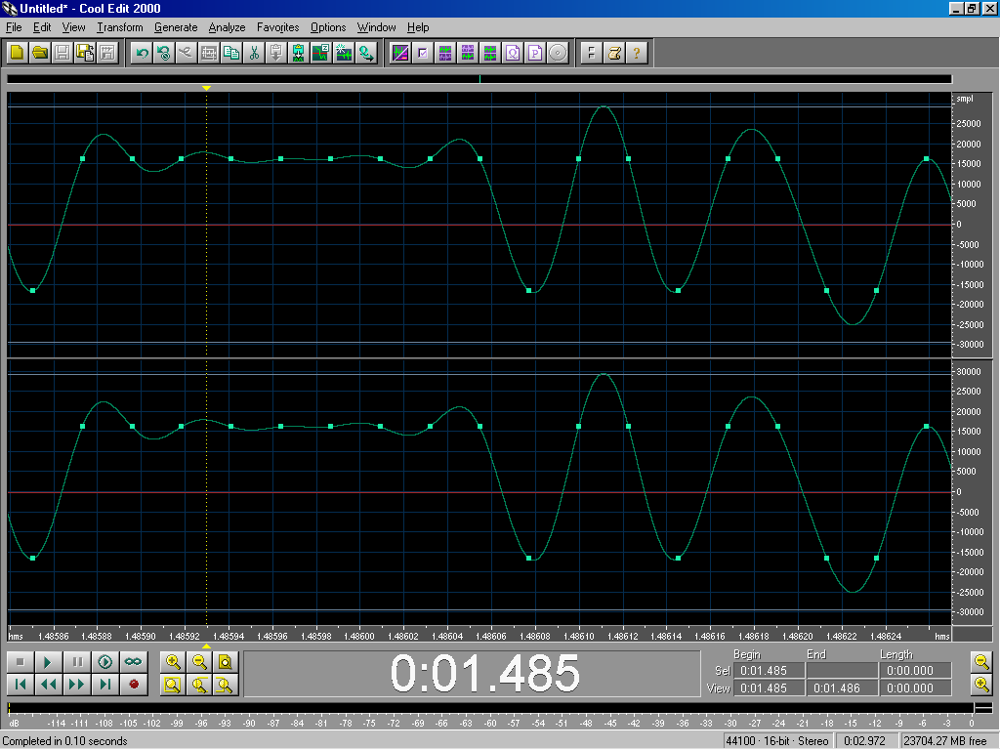 Untitled* - Cool Edit 2000
File Edit View Transform Generate Analyze Favorites Options Window Help
Q P F ?
smpl
25000
20000
15000
10000
5000
0
-5000
-10000
-15000
-20000
-25000
-30000
30000
25000
20000
15000
10000
5000
0
-5000
-10000
-15000
-20000
-25000
-30000
hms 1.48586 1.48588 1.48590 1.48592 1.48594 1.48596 1.48598 1.48600 1.48602 1.48604 1.48606 1.48608 1.48610 1.48612 1.48614 1.48616 1.48618 1.48620 1.48622 1.48624 hms
0:01.485
Begin End Length
Sel 0:01.485 0:00.000
View 0:01.485 0:01.486 0:00.000
dB -114 -111 -108 -105 -102 -99 -96 -93 -90 -87 -84 -81 -78 -75 -72 -69 -66 -63 -60 -57 -54 -51 -48 -45 -42 -39 -36 -33 -30 -27 -24 -21 -18 -15 -12 -9 -6 -3 0
Completed in 0.10 seconds 44100 · 16-bit · Stereo 0:02.972 23704.27 MB free